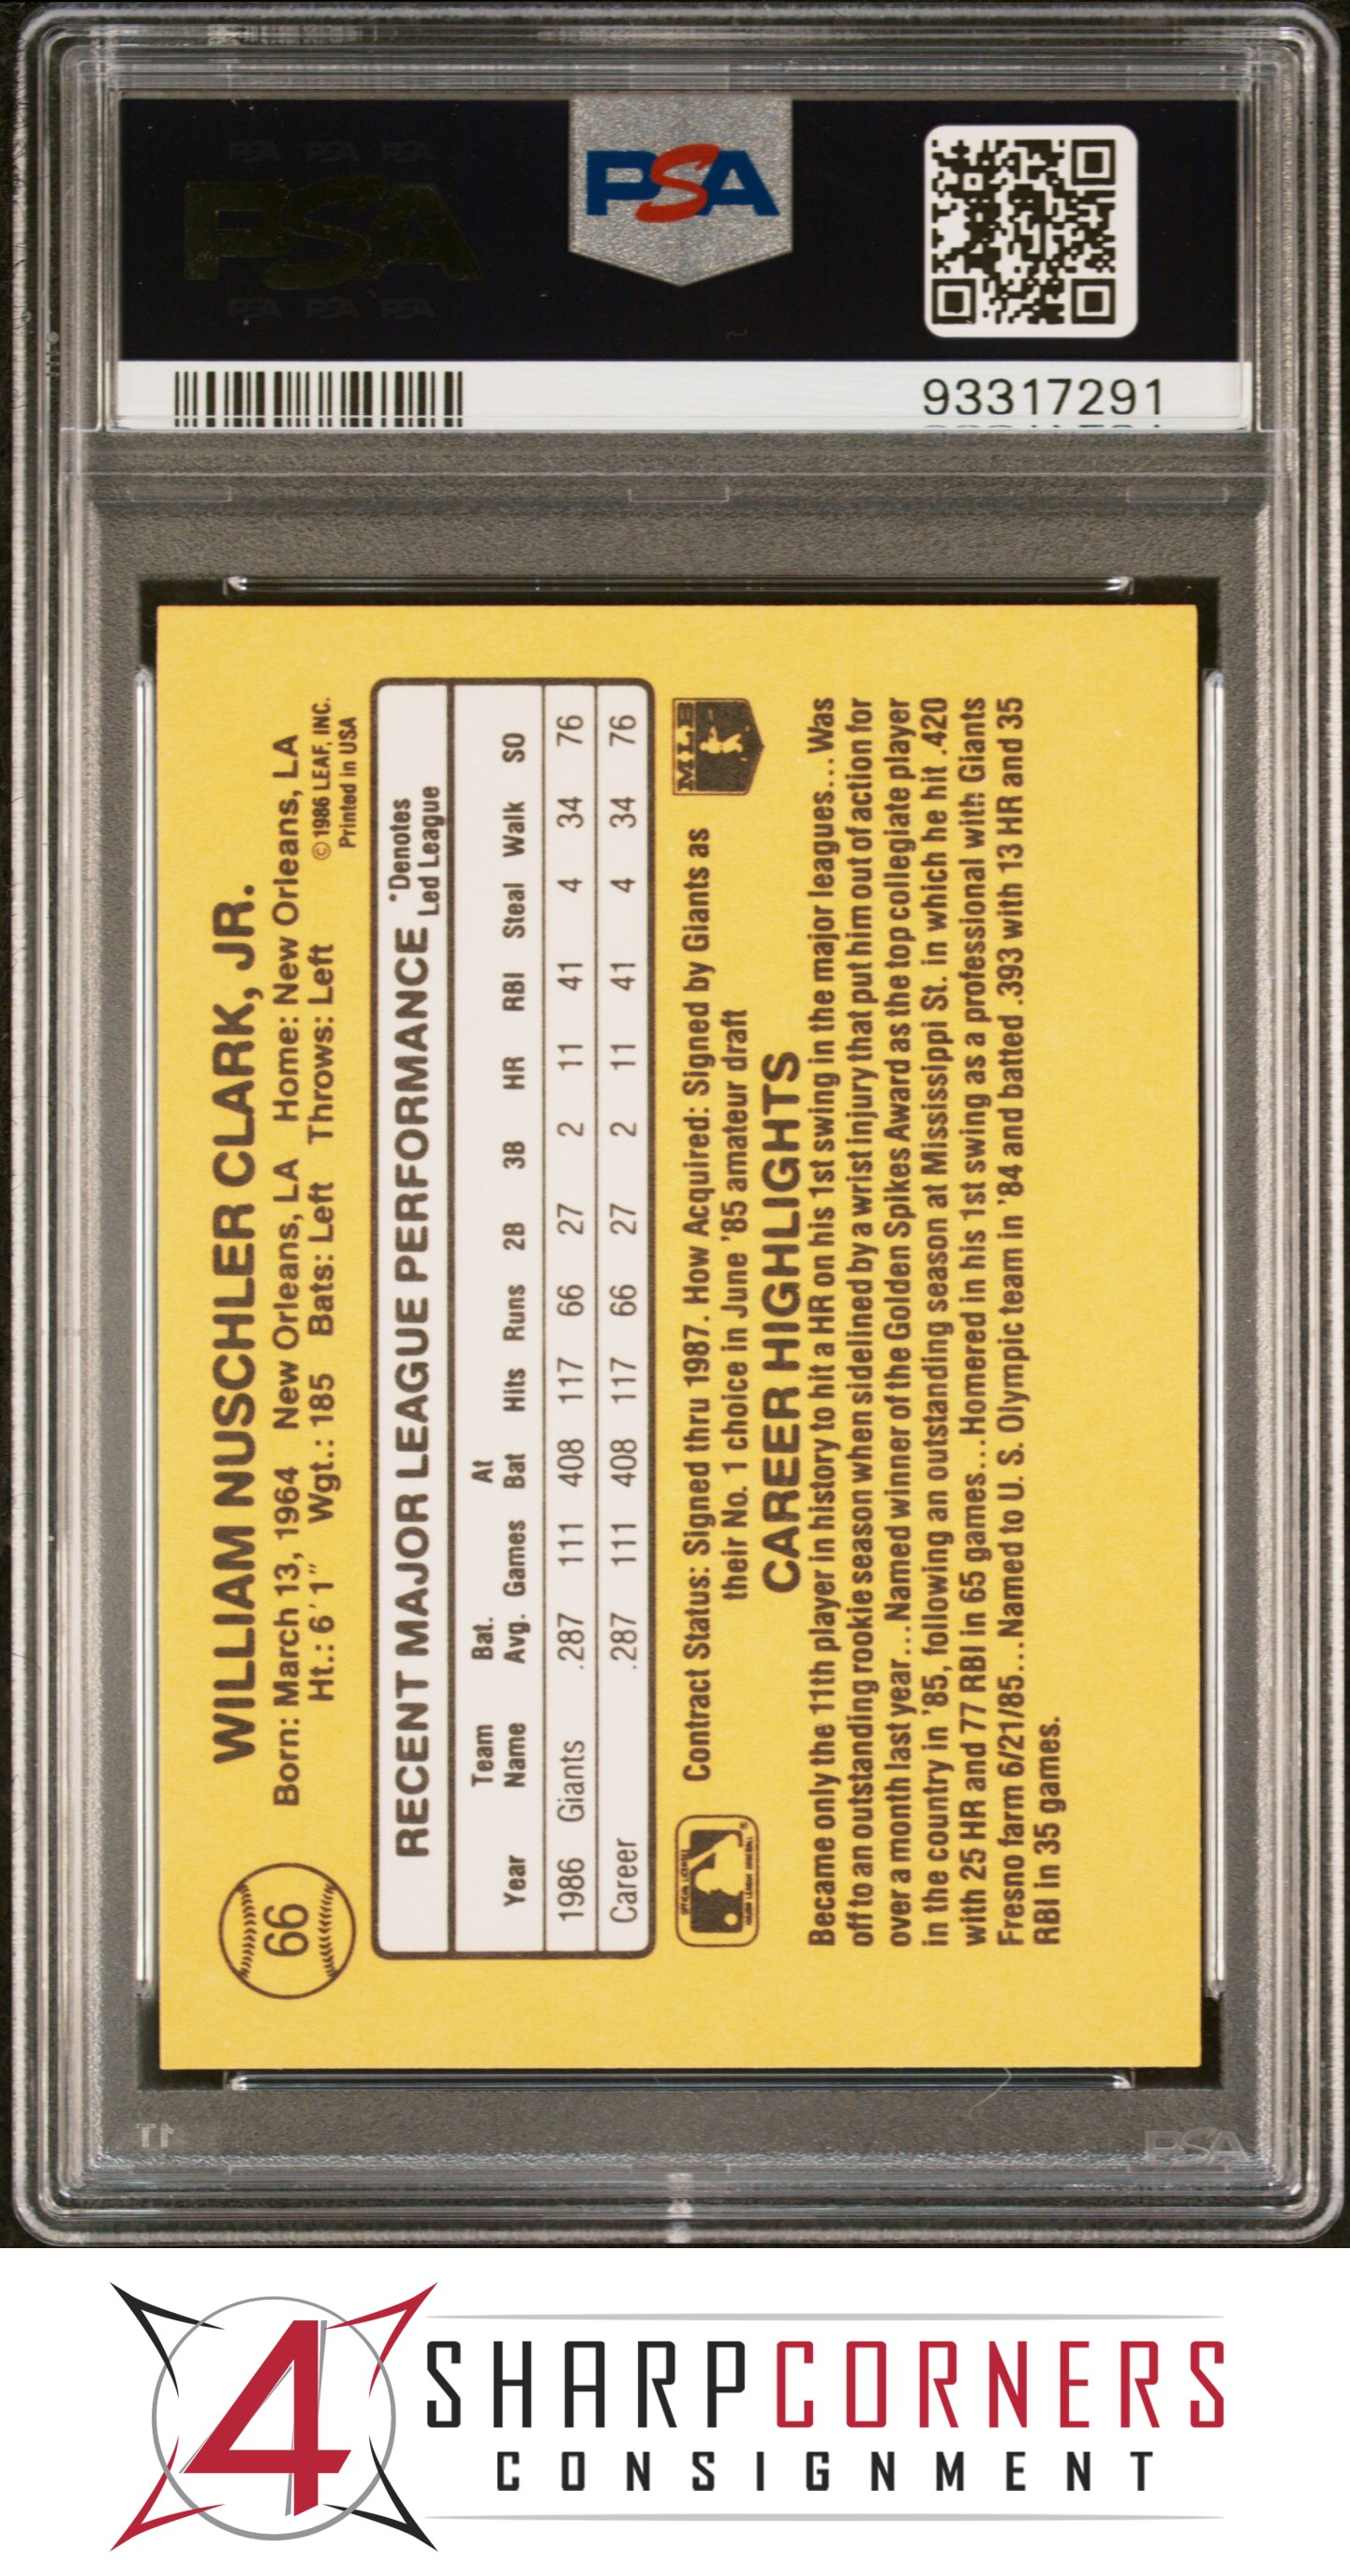 PSA PSA PSA
PSA
PSA PSA PSA
PSA
93317291
66
WILLIAM NUSCHLER CLARK, JR.
Born: March 13, 1964 New Orleans, LA Home: New Orleans, LA
Ht.: 6'1" Wgt.: 185 Bats: Left Throws: Left
© 1986 LEAF, INC.
Printed in USA
RECENT MAJOR LEAGUE PERFORMANCE
*Denotes
Led League
Year Team Name Bat. Avg. Games At Bat Hits Runs 2B 3B HR RBI Steal Walk SO
1986 Giants .287 111 408 117 66 27 2 11 41 4 34 76
Career .287 111 408 117 66 27 2 11 41 4 34 76
Contract Status: Signed thru 1987. How Acquired: Signed by Giants as
their No. 1 choice in June '85 amateur draft
MLB
CAREER HIGHLIGHTS
Became only the 11th player in history to hit a HR on his 1st swing in the major leagues...Was
off to an outstanding rookie season when sidelined by a wrist injury that put him out of action for
over a month last year...Named winner of the Golden Spikes Award as the top collegiate player
in the country in '85, following an outstanding season at Mississippi St. in which he hit .420
with 25 HR and 77 RBI in 65 games...Homered in his 1st swing as a professional with Giants
Fresno farm 6/21/85...Named to U. S. Olympic team in '84 and batted .393 with 13 HR and 35
RBI in 35 games.
PSA
4
SHARPCORNERS
CONSIGNMENT